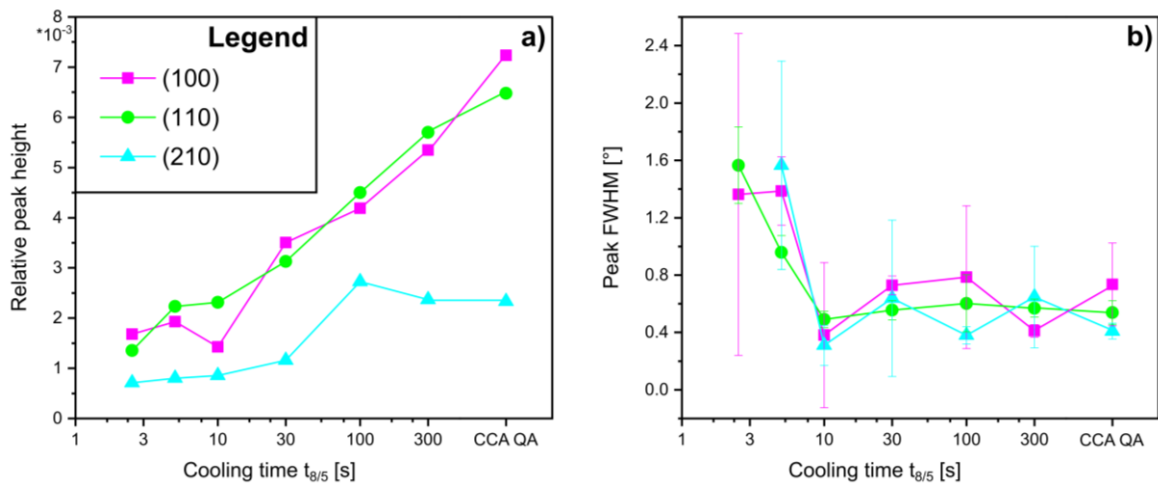 8
*10⁻³
7
6
5
4
3
2
1
0
Legend
(100)
(110)
(210)
a)
Relative peak height
1 3 10 30 100 300 CCA QA
Cooling time t8/5 [s]
b)
2.4
2.0
1.6
1.2
0.8
0.4
0.0
Peak FWHM [°]
1 3 10 30 100 300 CCA QA
Cooling time t8/5 [s]